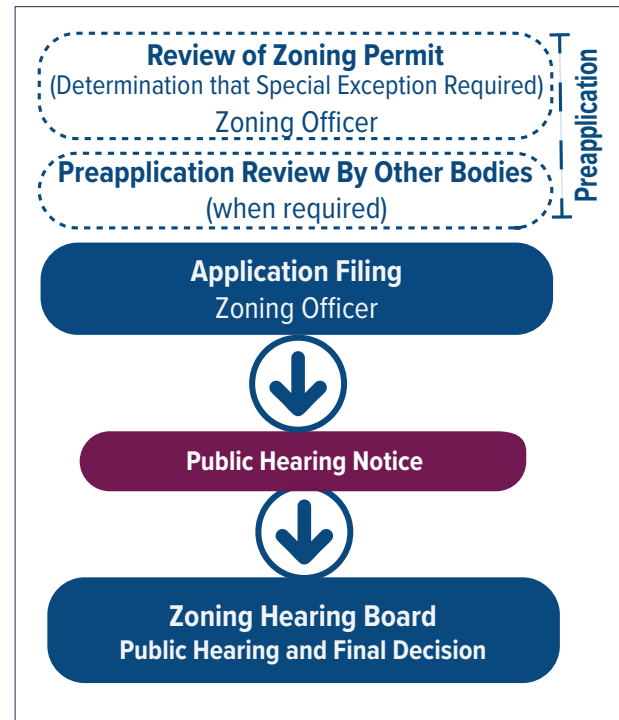 Review of Zoning Permit
(Determination that Special Exception Required)
Zoning Officer
Preapplication Review By Other Bodies
(when required)
Preapplication
Application Filing
Zoning Officer
Public Hearing Notice
Zoning Hearing Board
Public Hearing and Final Decision